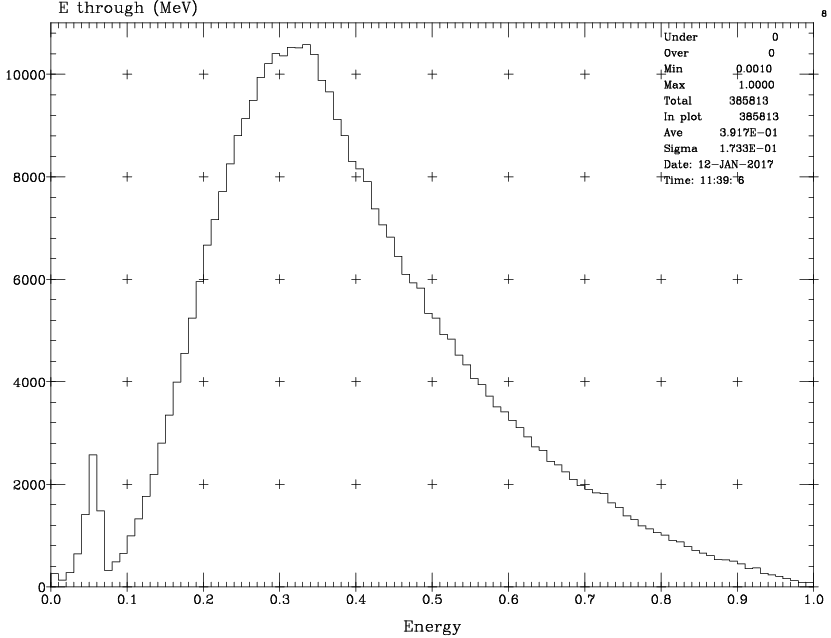 E through (MeV)
8
Under 0
Over 0
Min 0.0010
Max 1.0000
Total 385813
In plot 385813
Ave 3.917E-01
Sigma 1.733E-01
Date: 12-JAN-2017
Time: 11:39: 6
10000
8000
6000
4000
2000
0
0.0 0.1 0.2 0.3 0.4 0.5 0.6 0.7 0.8 0.9 1.0
Energy